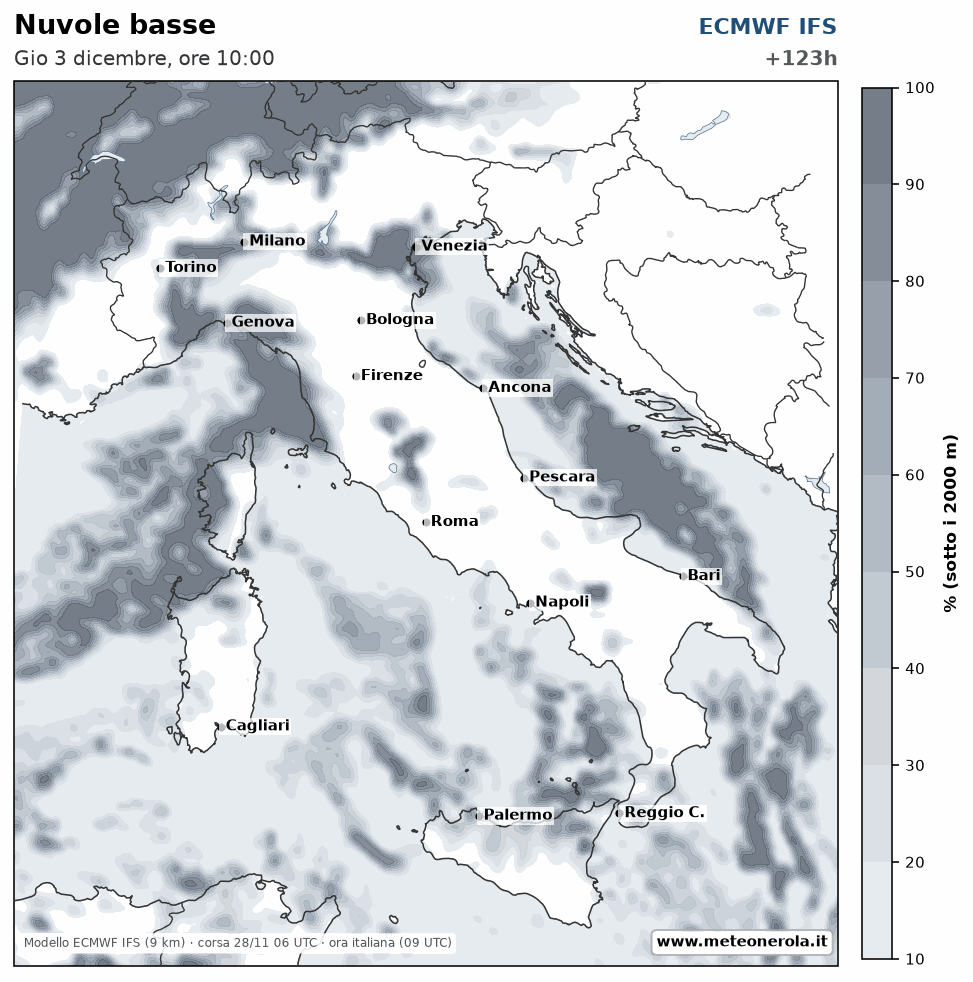 Nuvole basse
ECMWF IFS
Gio 3 dicembre, ore 10:00
+123h
Milano
Venezia
Torino
Genova
Bologna
Firenze
Ancona
Pescara
Roma
Bari
Napoli
Cagliari
Palermo
Reggio C.
Modello ECMWF IFS (9 km) · corsa 28/11 06 UTC · ora italiana (09 UTC)
www.meteonerola.it
100
90
80
70
60
50
40
30
20
10
% (sotto i 2000 m)